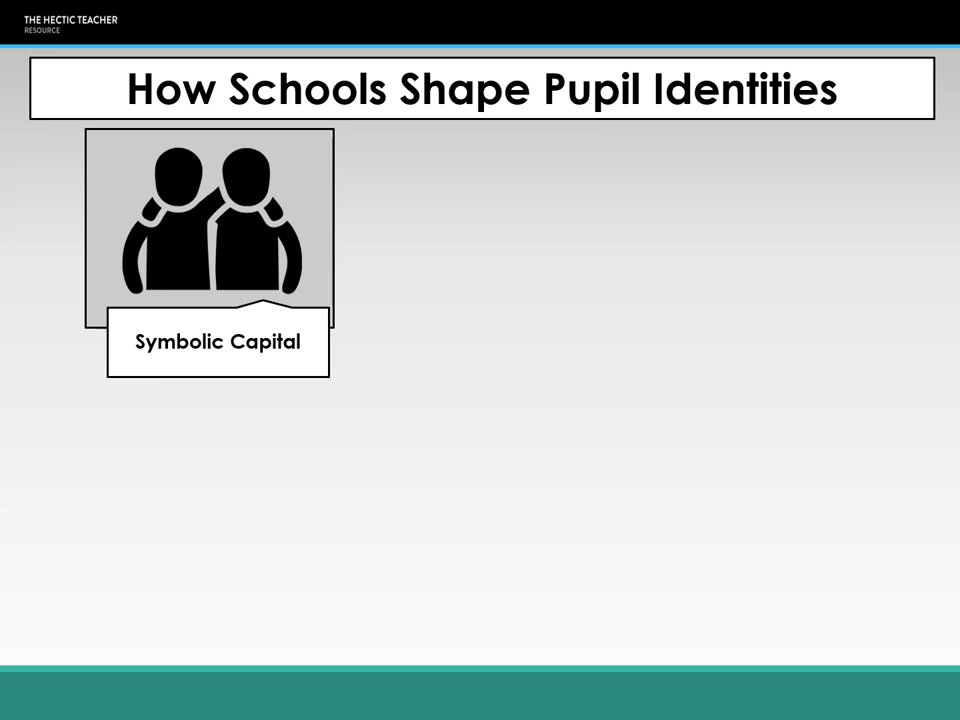 THE HECTIC TEACHER
RESOURCE
How Schools Shape Pupil Identities
Symbolic Capital